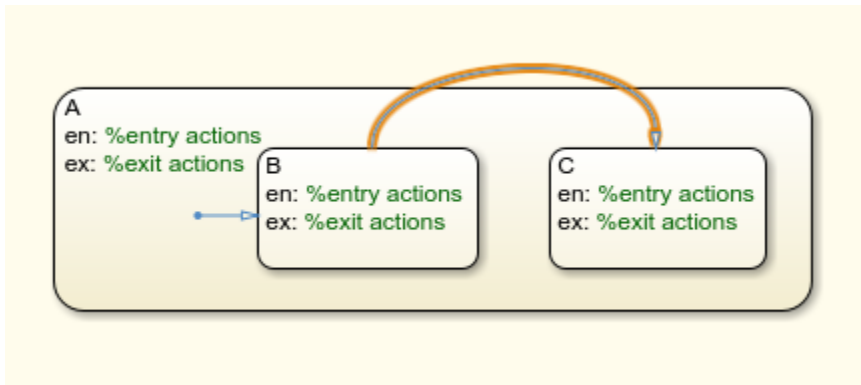 A
en: %entry actions
ex: %exit actions
B
en: %entry actions
ex: %exit actions
C
en: %entry actions
ex: %exit actions